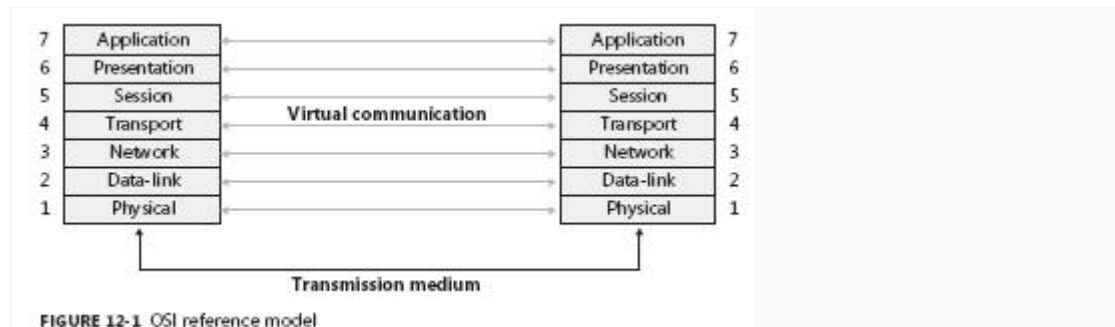 7 Application Application 7
6 Presentation Presentation 6
5 Session Session 5
Virtual communication
4 Transport Transport 4
3 Network Network 3
2 Data-link Data-link 2
1 Physical Physical 1
Transmission medium
FIGURE 12-1 OSI reference model